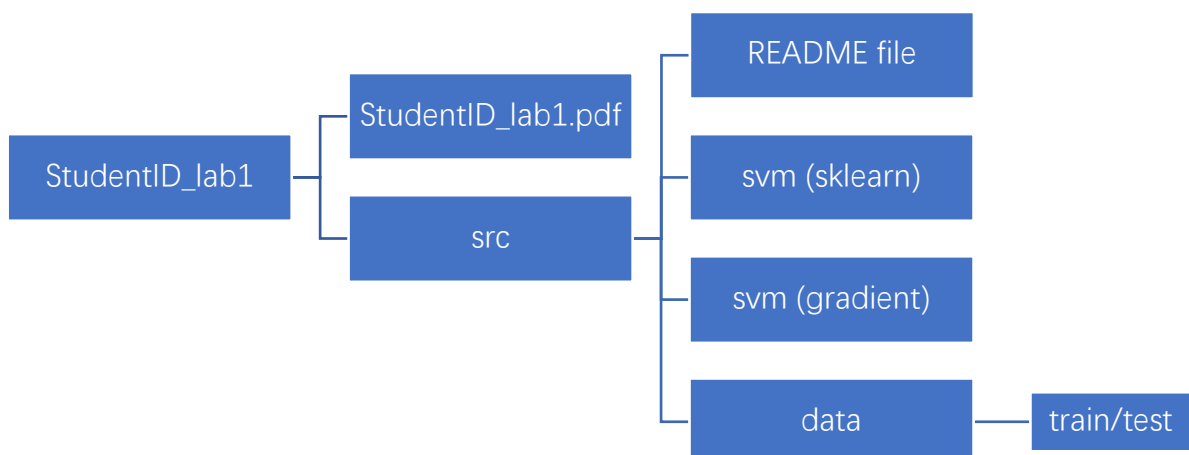 StudentID_lab1
StudentID_lab1.pdf
src
README file
svm (sklearn)
svm (gradient)
data
train/test